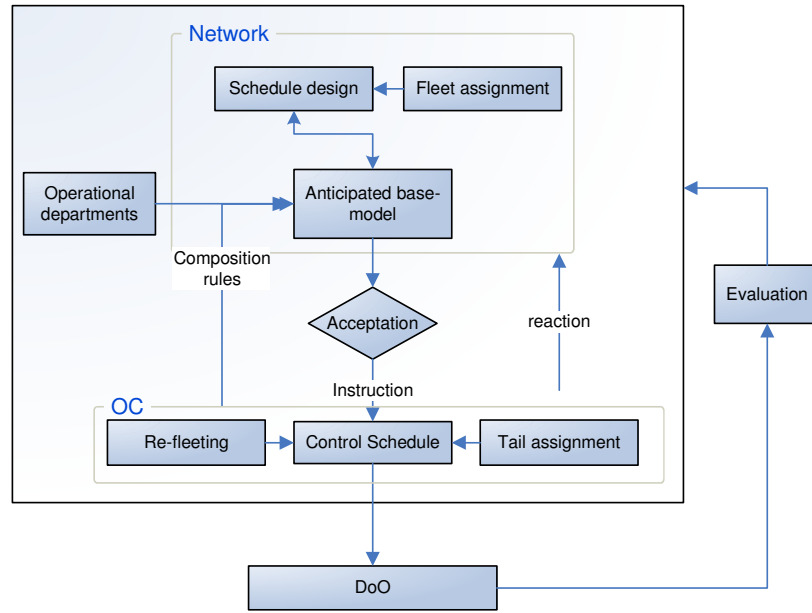 Network
Schedule design
Fleet assignment
Operational
departments
Anticipated base-
model
Composition
rules
Evaluation
Acceptation
reaction
Instruction
OC
Re-fleeting
Control Schedule
Tail assignment
DoO